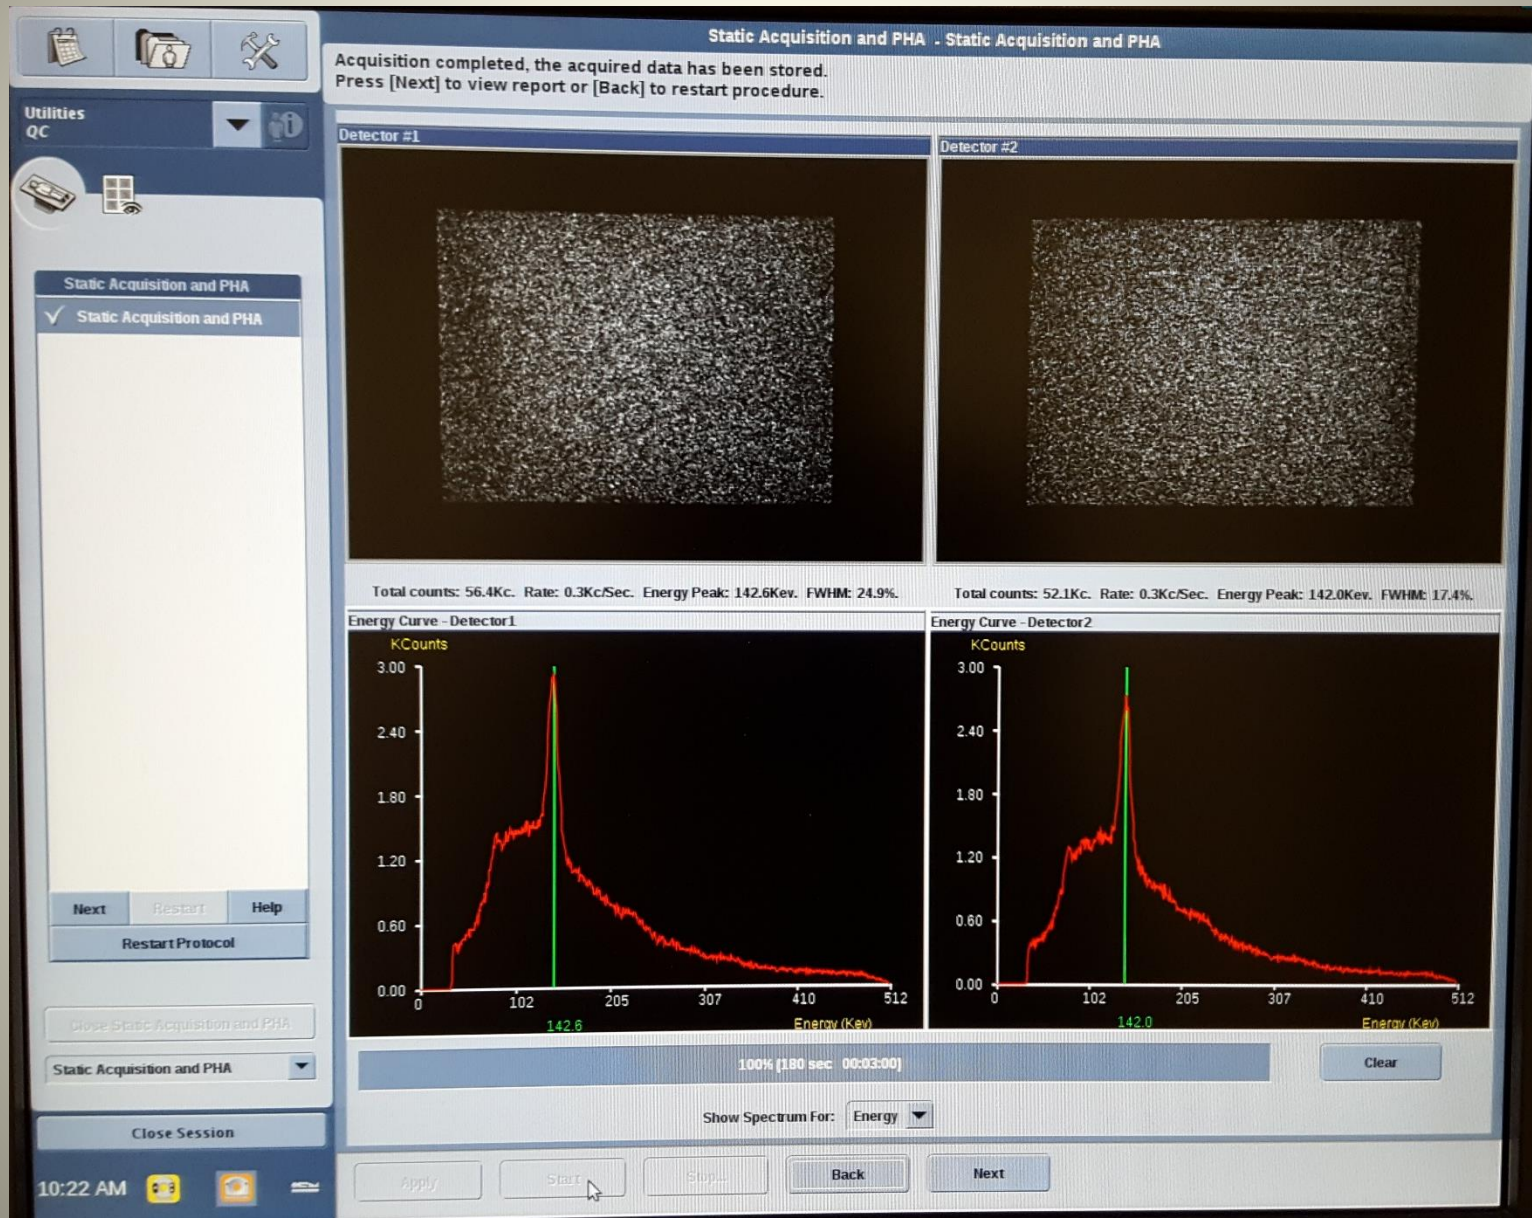 Static Acquisition and PHA - Static Acquisition and PHA
Acquisition completed, the acquired data has been stored.
Press [Next] to view report or [Back] to restart procedure.
Utilities
QC
Static Acquisition and PHA
Static Acquisition and PHA
Next
Restart
Help
Restart Protocol
Close Static Acquisition and PHA
Static Acquisition and PHA
Close Session
10:22 AM
Detector #1
Detector #2
Total counts: 56.4Kc. Rate: 0.3Kc/Sec. Energy Peak: 142.6Kev. FWHM: 24.9%.
Total counts: 52.1Kc. Rate: 0.3Kc/Sec. Energy Peak: 142.0Kev. FWHM: 17.4%.
Energy Curve - Detector1
KCounts
3.00
2.40
1.80
1.20
0.60
0.00
0 102 205 307 410 512
142.6
Energy (Kev)
Energy Curve - Detector2
KCounts
3.00
2.40
1.80
1.20
0.60
0.00
0 102 205 307 410 512
142.0
Energy (Kev)
100% [180 sec 00:03:00]
Clear
Show Spectrum For: Energy
Apply
Start
Stop...
Back
Next